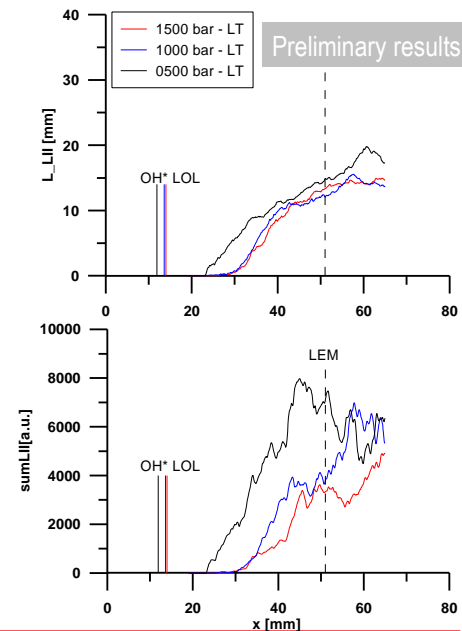 40
30
20
10
0
L_LII [mm]
1500 bar - LT
1000 bar - LT
0500 bar - LT
Preliminary results
OH* LOL
0 20 40 60 80
10000
8000
6000
4000
2000
0
sumLII[a.u.]
LEM
OH* LOL
0 20 40 60 80
x [mm]